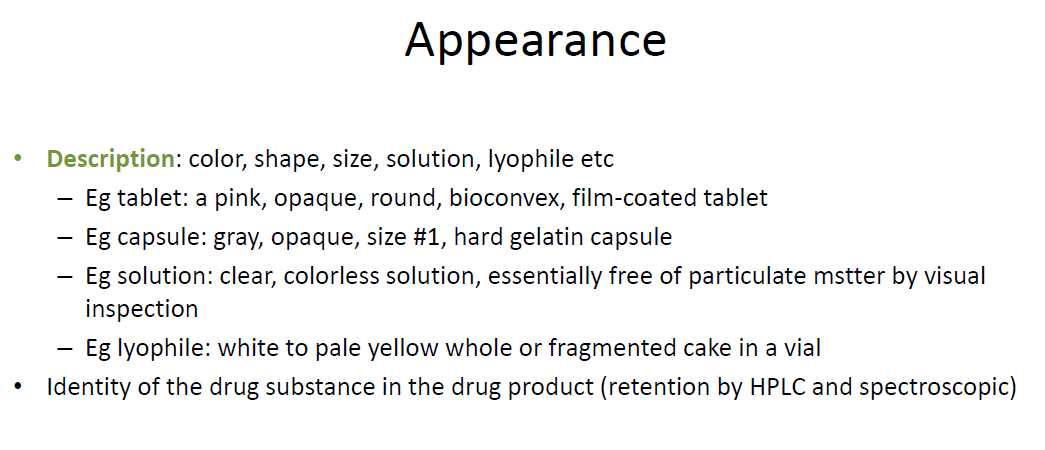 Appearance
• Description: color, shape, size, solution, lyophile etc
– Eg tablet: a pink, opaque, round, bioconvex, film-coated tablet
– Eg capsule: gray, opaque, size #1, hard gelatin capsule
– Eg solution: clear, colorless solution, essentially free of particulate mstter by visual
inspection
– Eg lyophile: white to pale yellow whole or fragmented cake in a vial
• Identity of the drug substance in the drug product (retention by HPLC and spectroscopic)